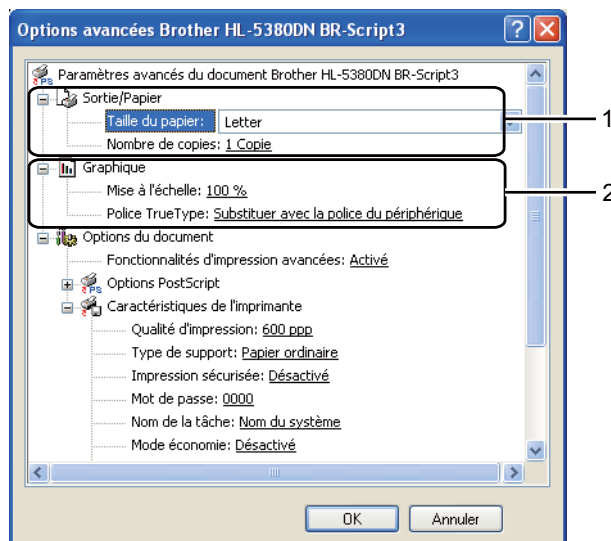 Options avancées Brother HL-5380DN BR-Script3
Paramètres avancés du document Brother HL-5380DN BR-Script3
Sortie/Papier
Taille du papier: Letter
1
Nombre de copies: 1 Copie
Graphique
Mise à l'échelle: 100 %
2
Police TrueType: Substituer avec la police du périphérique
Options du document
Fonctionnalités d'impression avancées: Activé
Options PostScript
Caractéristiques de l'imprimante
Qualité d'impression: 600 ppp
Type de support: Papier ordinaire
Impression sécurisée: Désactivé
Mot de passe: 0000
Nom de la tâche: Nom du système
Mode économie: Désactivé
OK
Annuler